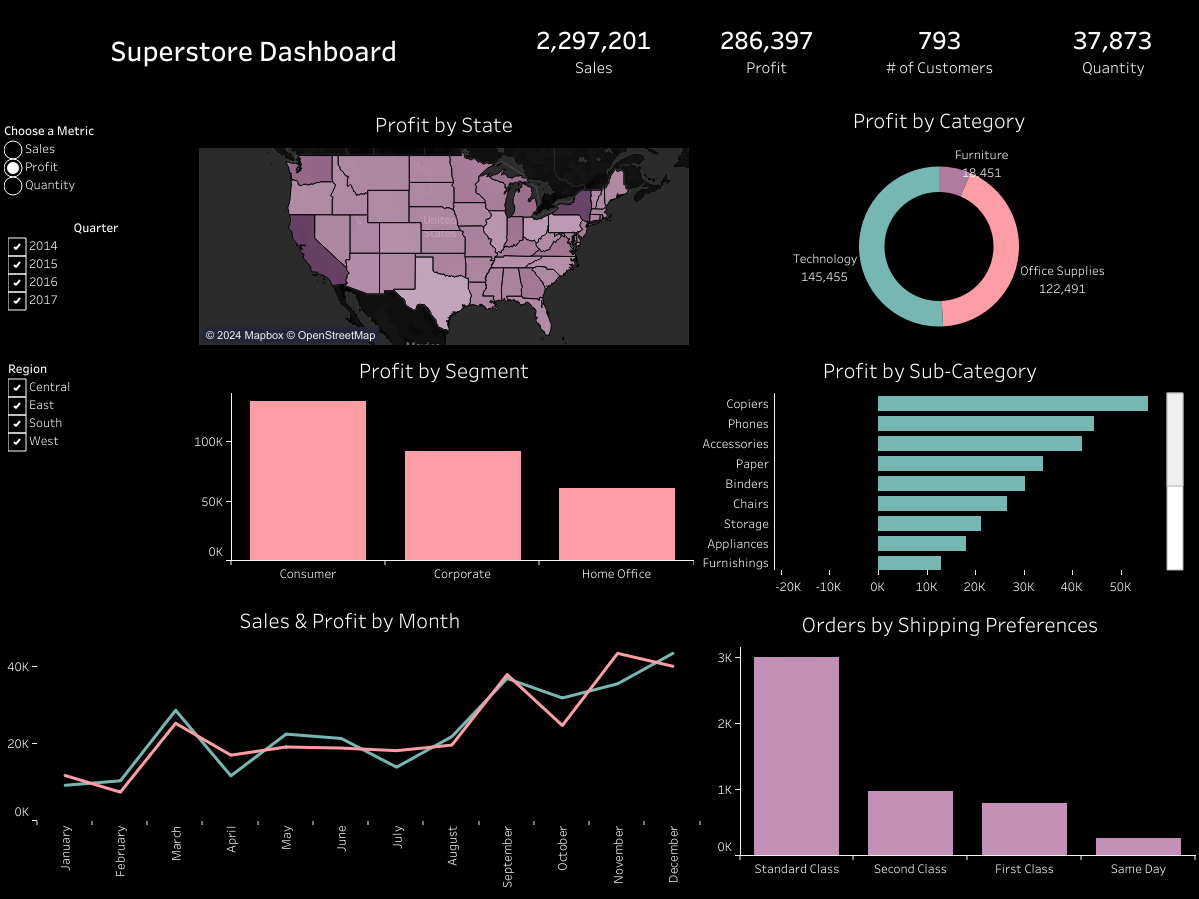 Superstore Dashboard
2,297,201
Sales
286,397
Profit
793
# of Customers
37,873
Quantity
Choose a Metric
Sales
Profit
Quantity
Quarter
2014
2015
2016
2017
Region
Central
East
South
West
Profit by State
United
States
© 2024 Mapbox © OpenStreetMap
Mexico
Profit by Category
Furniture
18,451
Technology
145,455
Office Supplies
122,491
Profit by Segment
100K
50K
0K
Consumer
Corporate
Home Office
Profit by Sub-Category
Copiers
Phones
Accessories
Paper
Binders
Chairs
Storage
Appliances
Furnishings
-20K
-10K
0K
10K
20K
30K
40K
50K
Sales & Profit by Month
40K
20K
0K
January
February
March
April
May
June
July
August
September
October
November
December
Orders by Shipping Preferences
3K
2K
1K
0K
Standard Class
Second Class
First Class
Same Day